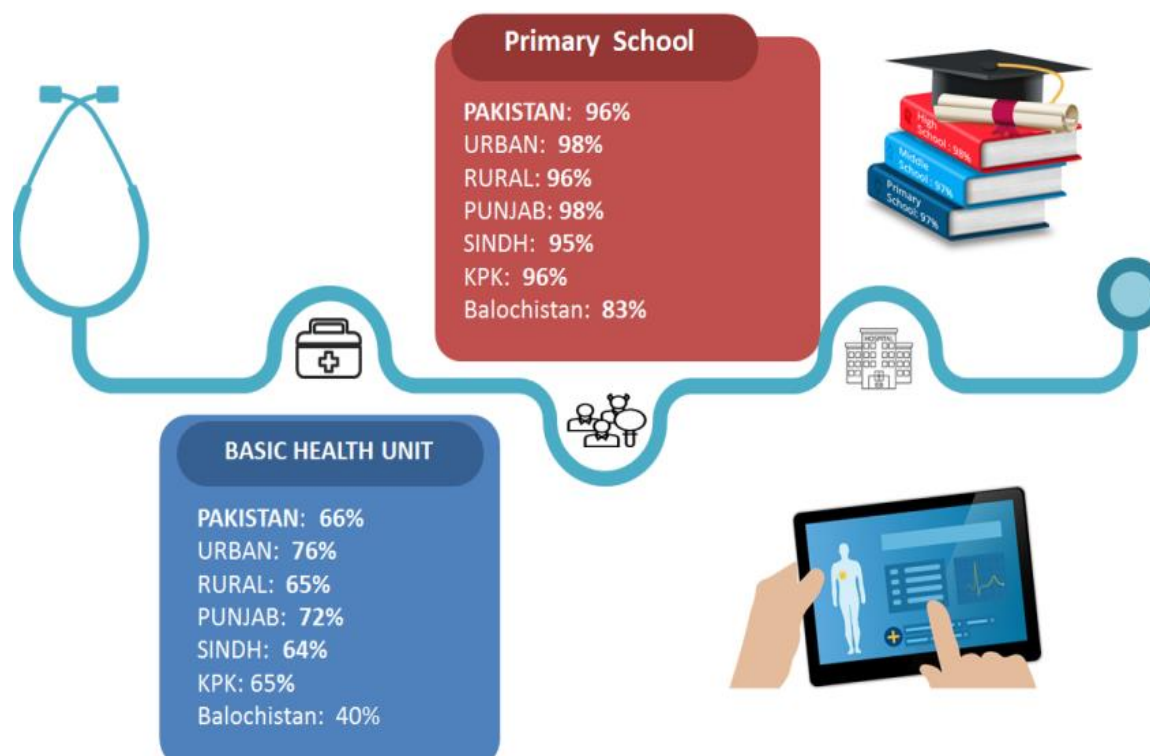 Primary School
PAKISTAN: 96%
URBAN: 98%
RURAL: 96%
PUNJAB: 98%
SINDH: 95%
KPK: 96%
Balochistan: 83%
High
School : 98%
Middle
School : 97%
Primary
School: 97%
HOSPITAL
BASIC HEALTH UNIT
PAKISTAN: 66%
URBAN: 76%
RURAL: 65%
PUNJAB: 72%
SINDH: 64%
KPK: 65%
Balochistan: 40%